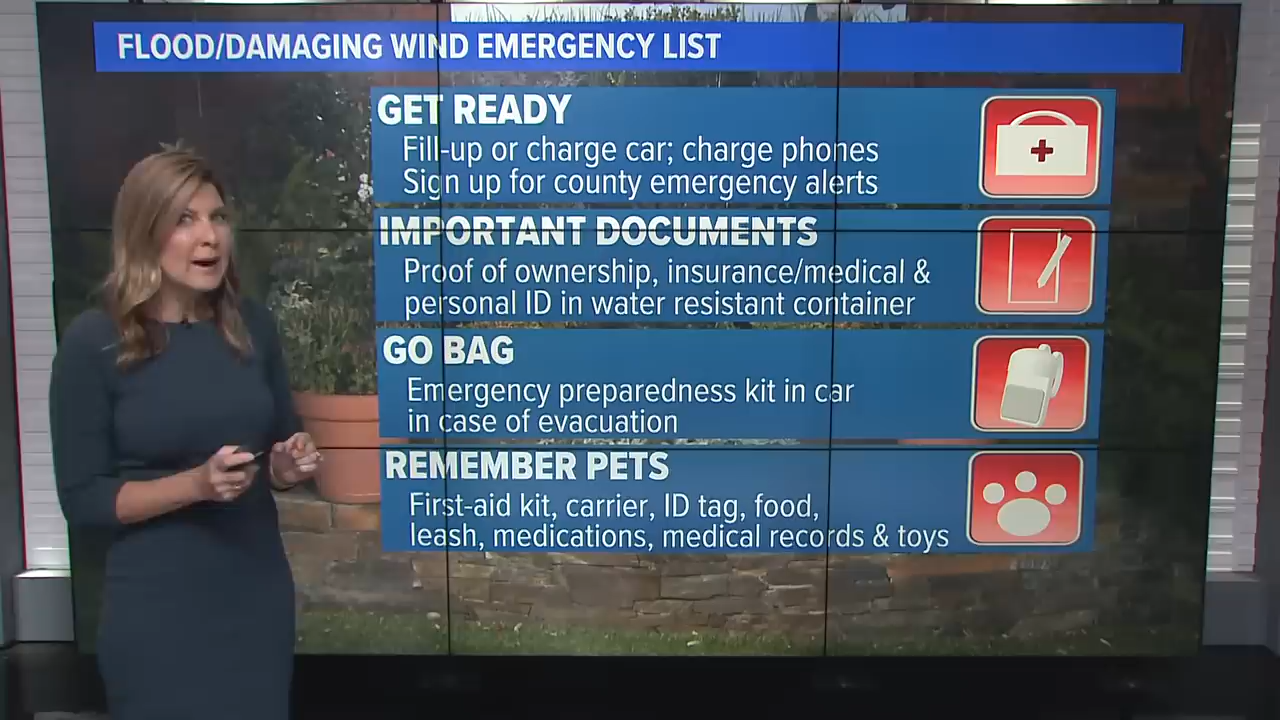 FLOOD/DAMAGING WIND EMERGENCY LIST
GET READY
Fill-up or charge car; charge phones
Sign up for county emergency alerts
IMPORTANT DOCUMENTS
Proof of ownership, insurance/medical &
personal ID in water resistant container
GO BAG
Emergency preparedness kit in car
in case of evacuation
REMEMBER PETS
First-aid kit, carrier, ID tag, food,
leash, medications, medical records & toys